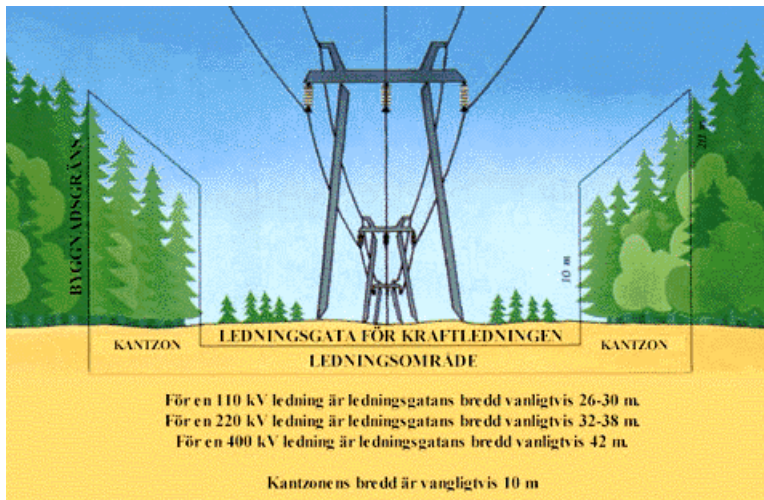 BYGGNADSGRÄNS
20 m
10 m
KANTZON
LEDNINGSGATA FÖR KRAFTLEDNINGEN
KANTZON
LEDNINGSOMRÅDE
För en 110 kV ledning är ledningsgatans bredd vanligtvis 26-30 m.
För en 220 kV ledning är ledningsgatans bredd vanligtvis 32-38 m.
För en 400 kV ledning är ledningsgatans bredd vanligtvis 42 m.
Kantzonens bredd är vangligtvis 10 m